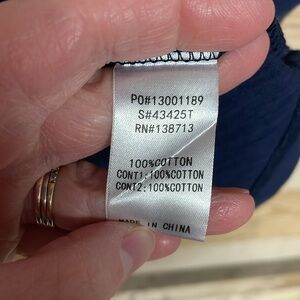 PO#13001189
S#43425T
RN#138713
100%COTTON
CONT1:100%COTTON
CONT2:100%COTTON
MADE IN CHINA